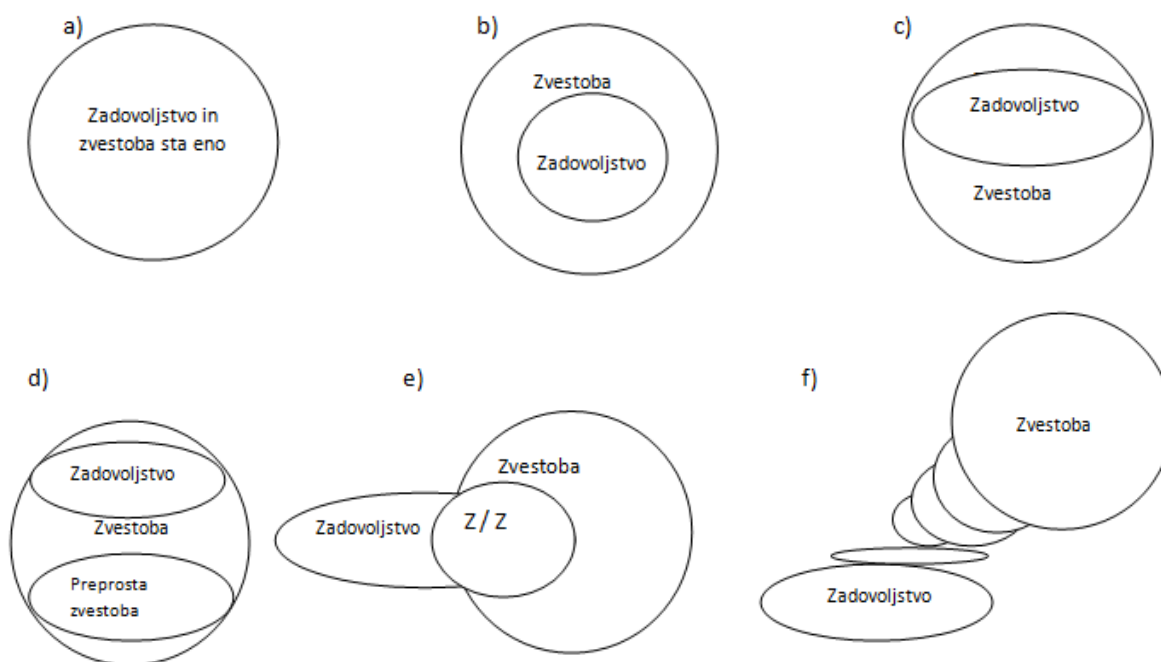 a)
Zadovoljstvo in
zvestoba sta eno
b)
Zvestoba
Zadovoljstvo
c)
Zadovoljstvo
Zvestoba
d)
Zadovoljstvo
Zvestoba
Preprosta
zvestoba
e)
Zvestoba
Zadovoljstvo
Z / Z
f)
Zvestoba
Zadovoljstvo